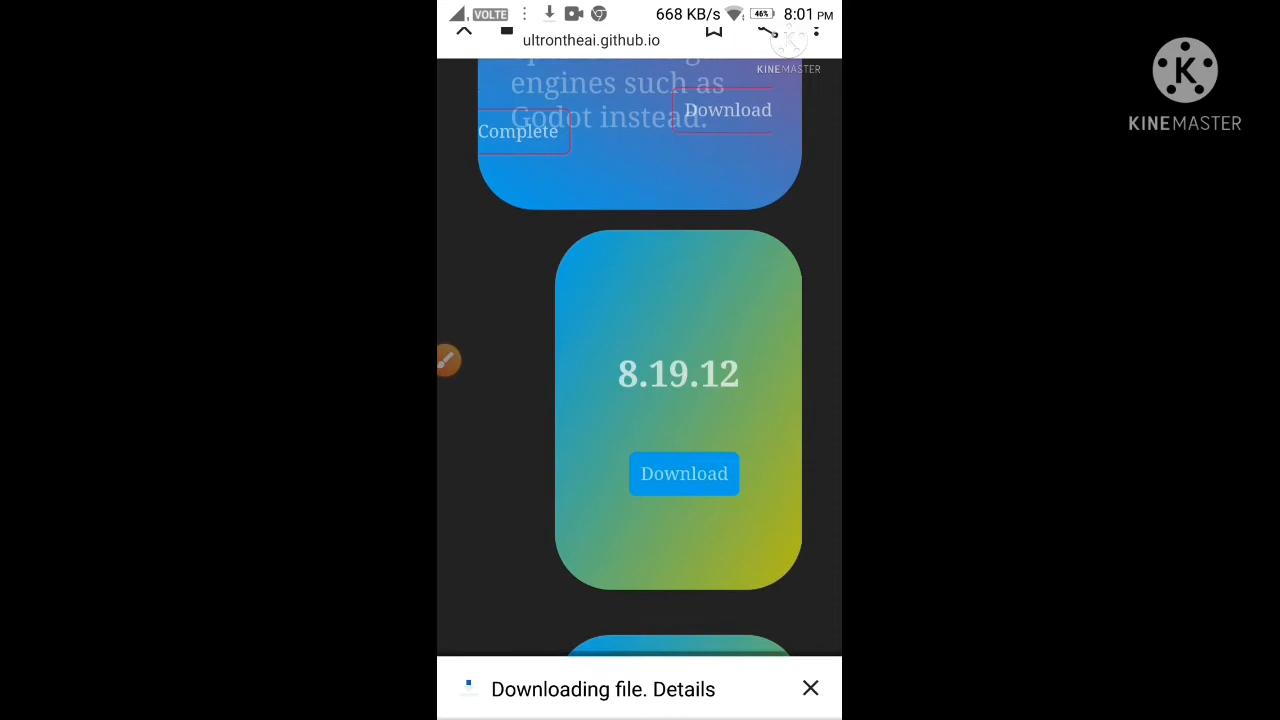 VOLTE 668 KB/s 46% 8:01 PM
ultrontheai.github.io
KINEMASTER
KINEMASTER
engines such as
Download
Godot instead.
Complete
8.19.12
Download
Downloading file. Details